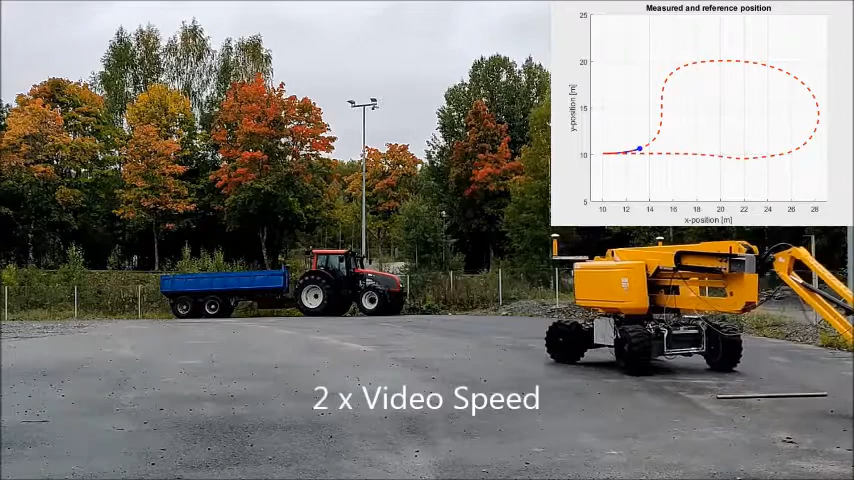 Measured and reference position
25
20
15
10
5
y-position [m]
10 12 14 16 18 20 22 24 26 28
x-position [m]
2 x Video Speed